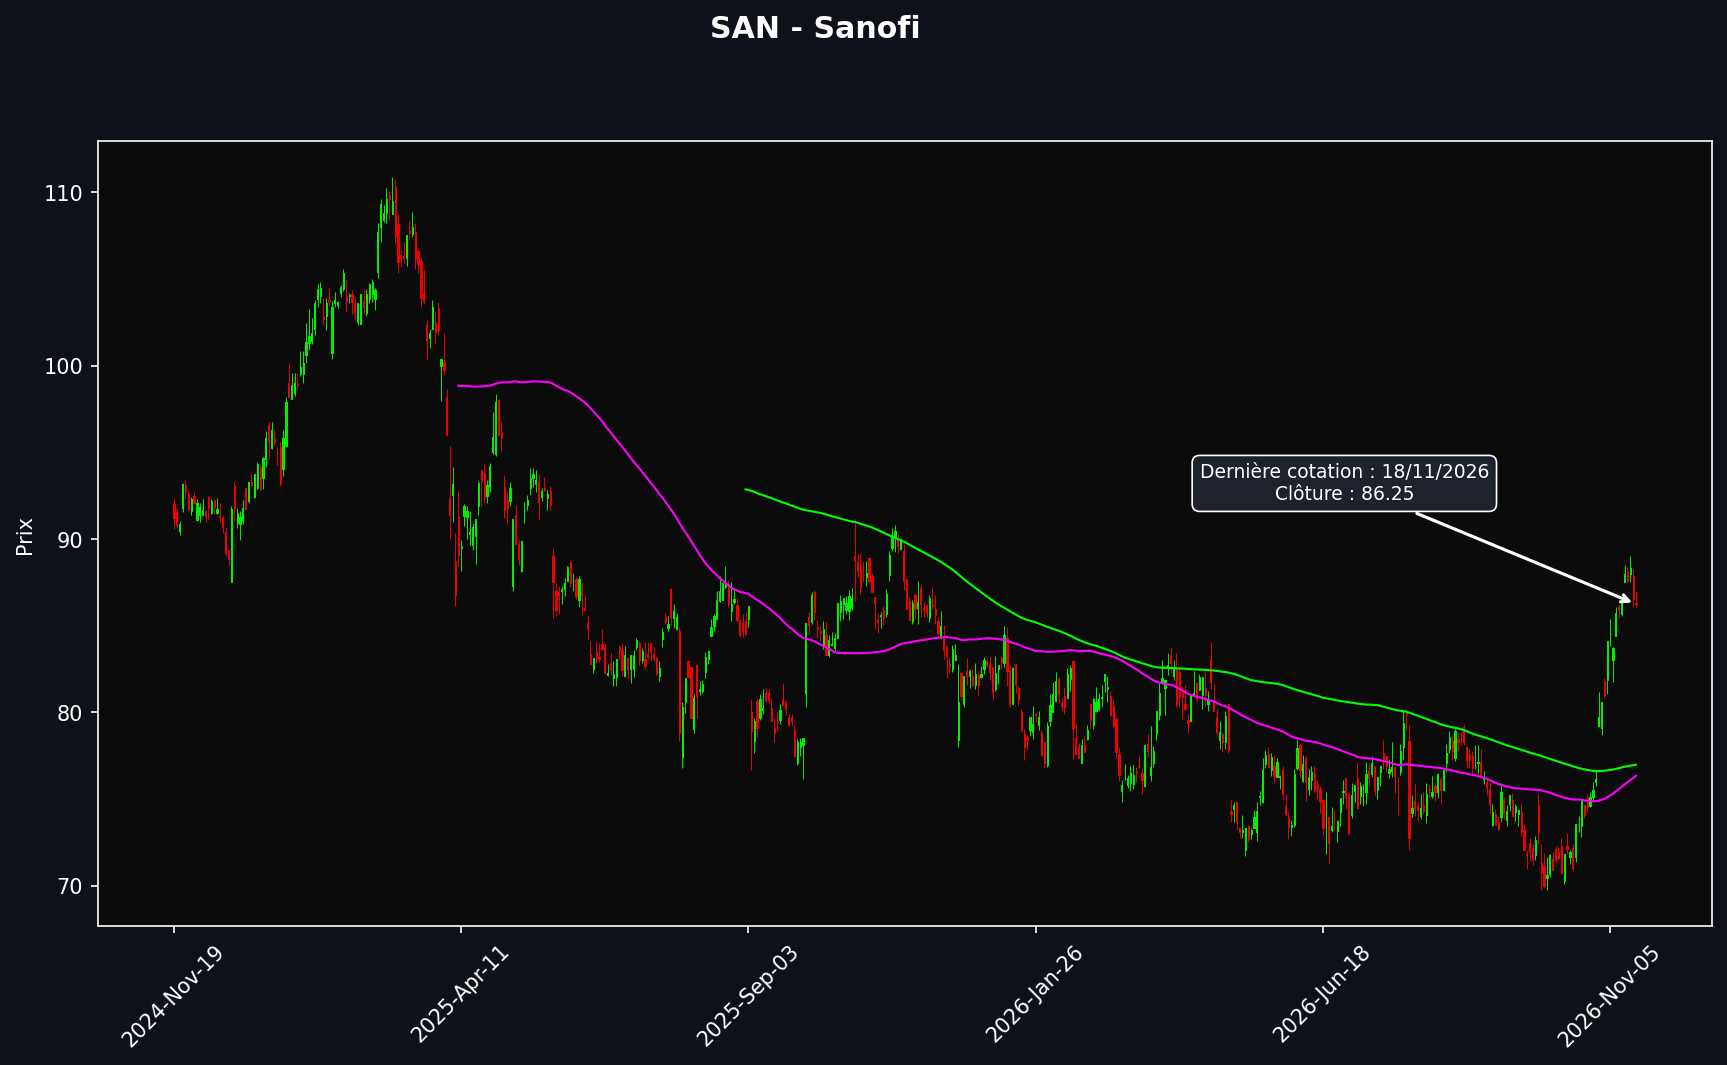 SAN - Sanofi
110
100
90
80
70
Prix
Dernière cotation : 18/11/2026
Clôture : 86.25
2024-Nov-19
2025-Apr-11
2025-Sep-03
2026-Jan-26
2026-Jun-18
2026-Nov-05